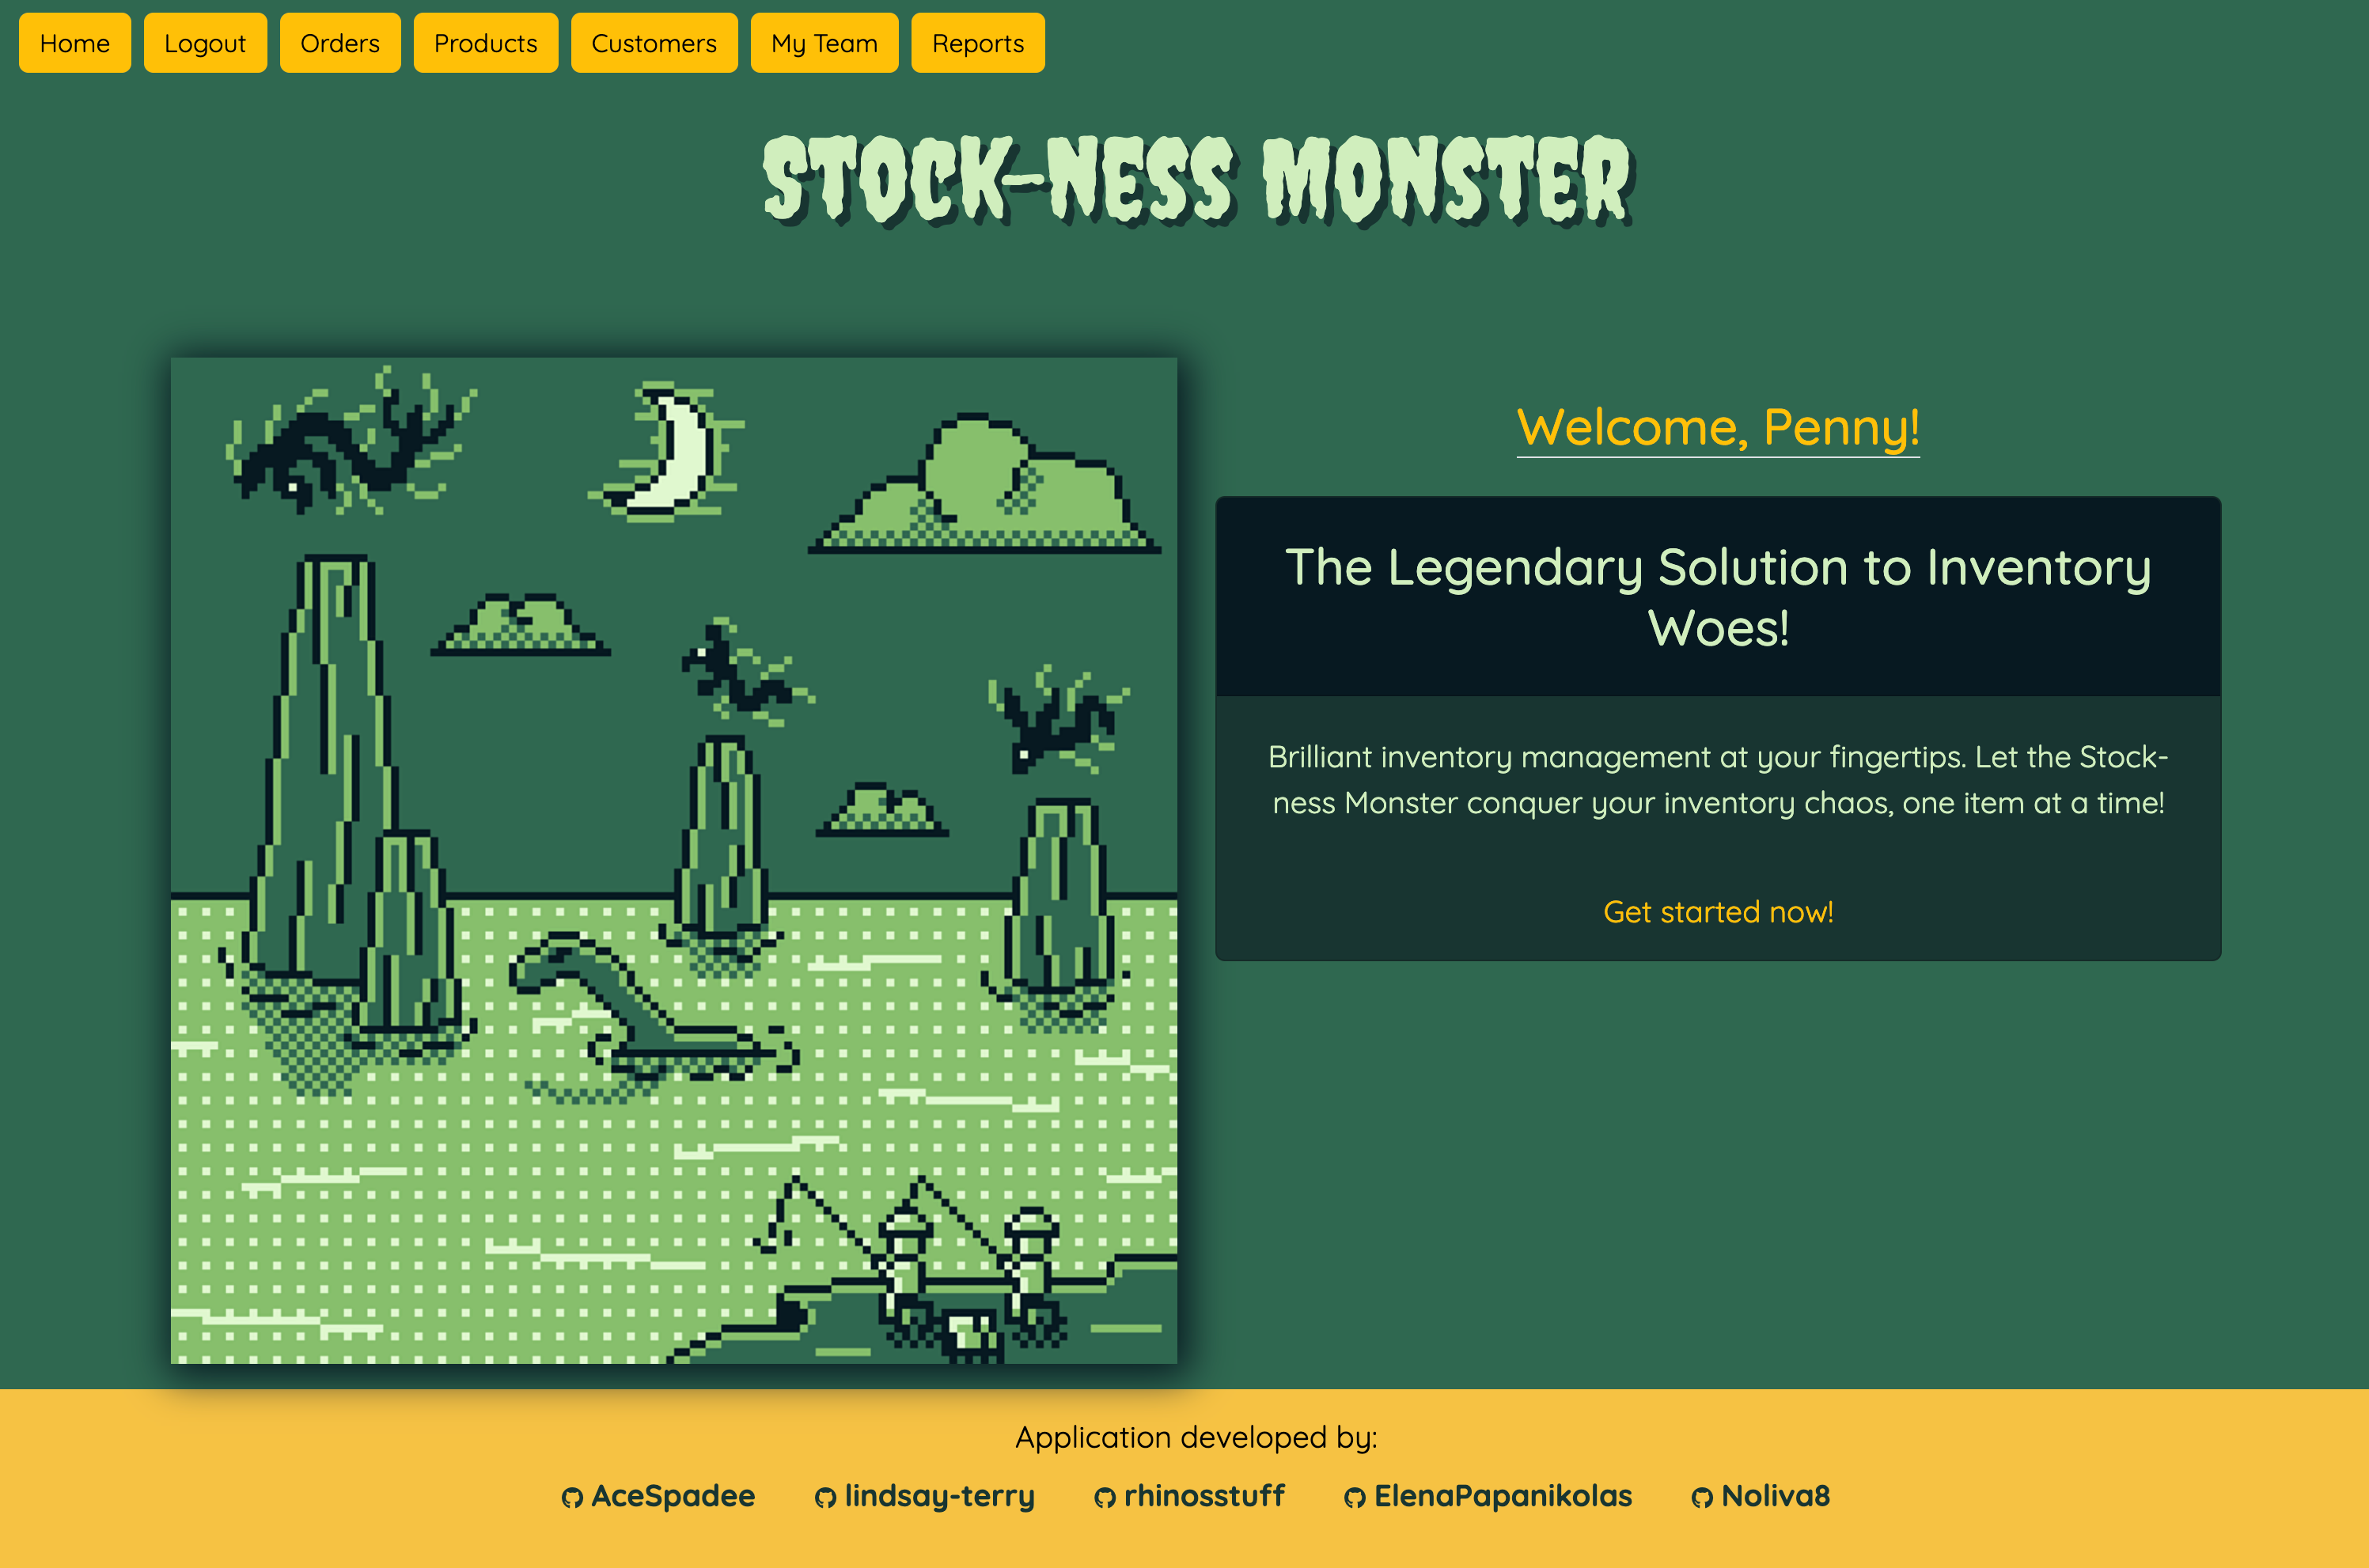 Home Logout Orders Products Customers My Team Reports
STOCK-NESS MONSTER
Welcome, Penny!
The Legendary Solution to Inventory
Woes!
Brilliant inventory management at your fingertips. Let the Stock-
ness Monster conquer your inventory chaos, one item at a time!
Get started now!
Application developed by:
AceSpadee lindsay-terry rhinosstuff ElenaPapanikolas Noliva8